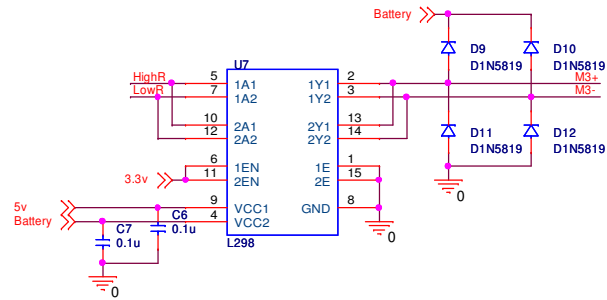 Battery
D9
D1N5819
D10
D1N5819
U7
HighR
5
1A1
1Y1
2
M3+
LowR
7
1A2
1Y2
3
M3-
10
2A1
2Y1
13
12
2A2
2Y2
14
D11
D1N5819
D12
D1N5819
3.3v
6
1EN
1E
1
11
2EN
2E
15
0
5v
9
VCC1
GND
8
Battery
4
VCC2
0
C7
0.1u
C6
0.1u
L298
0